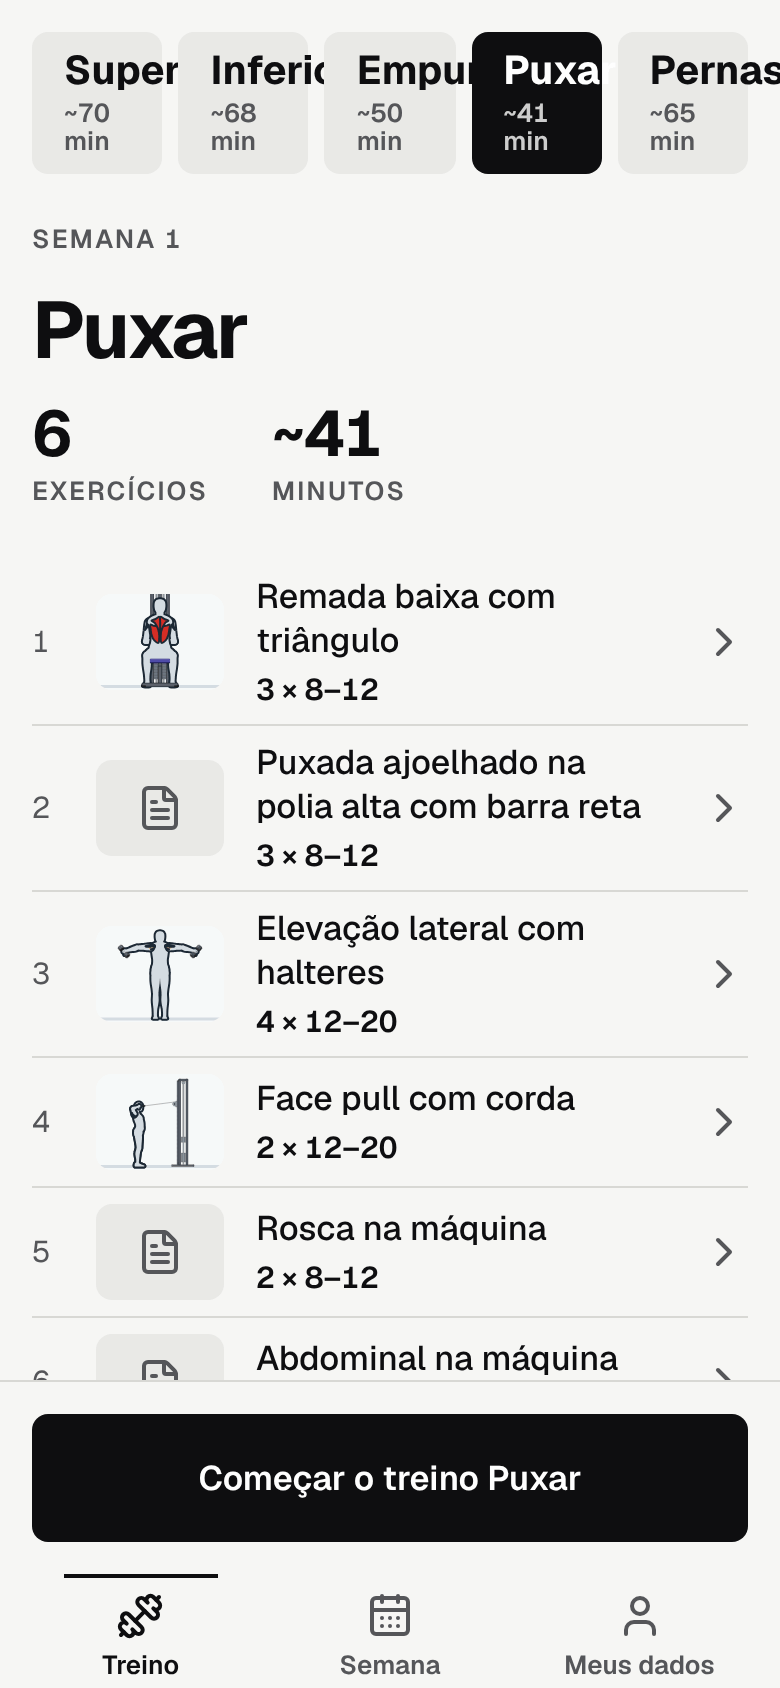 Super
Inferio
Empur
Puxar
Pernas
~70 min
~68 min
~50 min
~41 min
~65 min
SEMANA 1
Puxar
6
EXERCÍCIOS
~41
MINUTOS
1
Remada baixa com
triângulo
3 × 8–12
2
Puxada ajoelhado na
polia alta com barra reta
3 × 8–12
3
Elevação lateral com
halteres
4 × 12–20
4
Face pull com corda
2 × 12–20
5
Rosca na máquina
2 × 8–12
6
Abdominal na máquina
Começar o treino Puxar
Treino
Semana
Meus dados